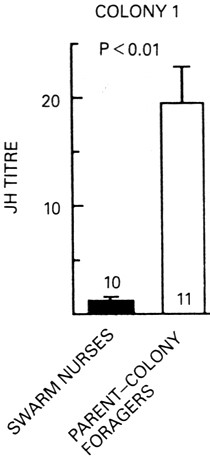 COLONY 1
P<0.01
20
10
JH TITRE
10
11
SWARM NURSES
PARENT–COLONY
FORAGERS